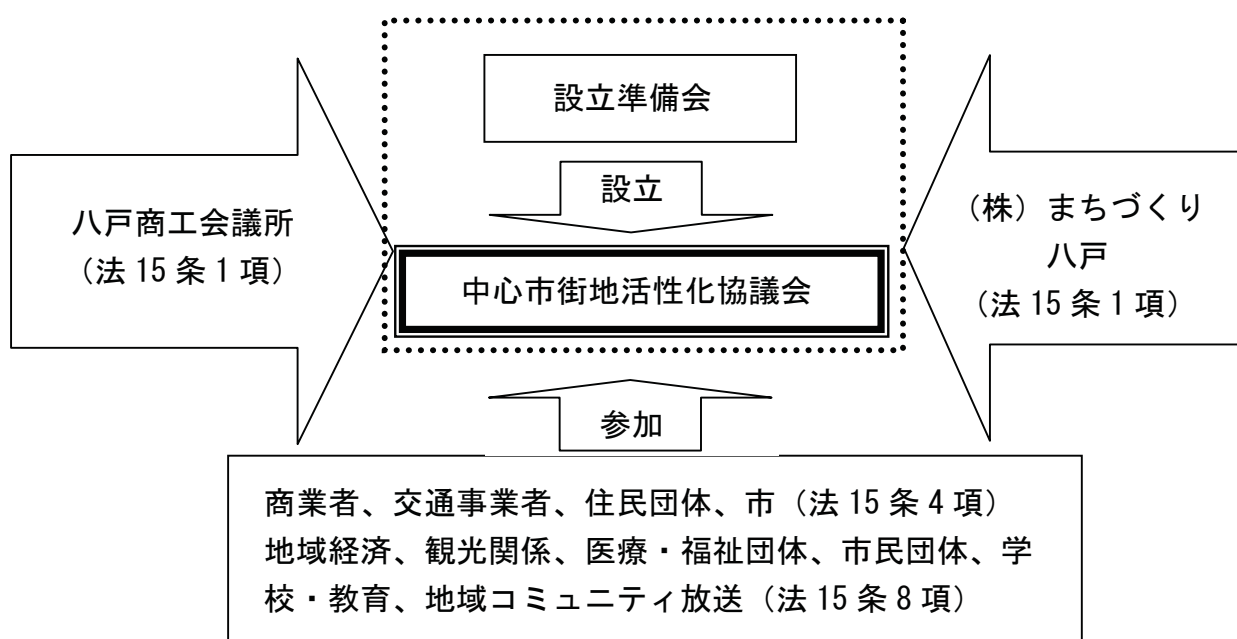 設立準備会
設立
八戸商工会議所
（法 15 条 1 項）
（株）まちづくり
八戸
（法 15 条 1 項）
中心市街地活性化協議会
参加
商業者、交通事業者、住民団体、市（法 15 条 4 項）
地域経済、観光関係、医療・福祉団体、市民団体、学
校・教育、地域コミュニティ放送（法 15 条 8 項）